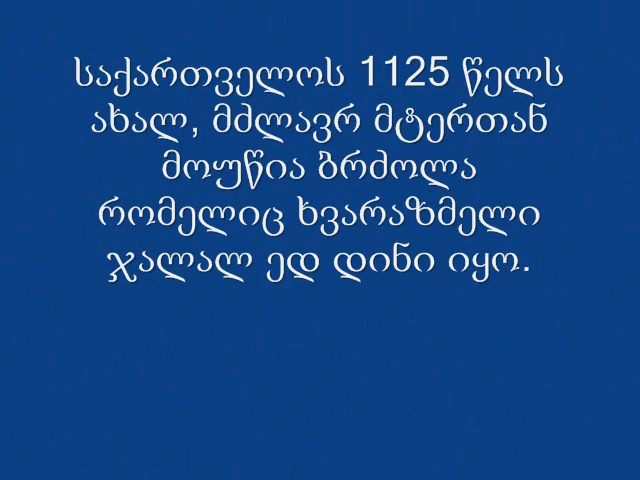 საქართველოს 1125 წელს
ახალ, მძლავრ მტერთან
მოუწია ბრძოლა
რომელიც ხვარაზმელი
ჯალალ ედ დინი იყო.